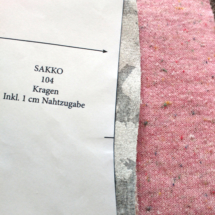 SAKKO
104
Kragen
Inkl. 1 cm Nahtzugabe